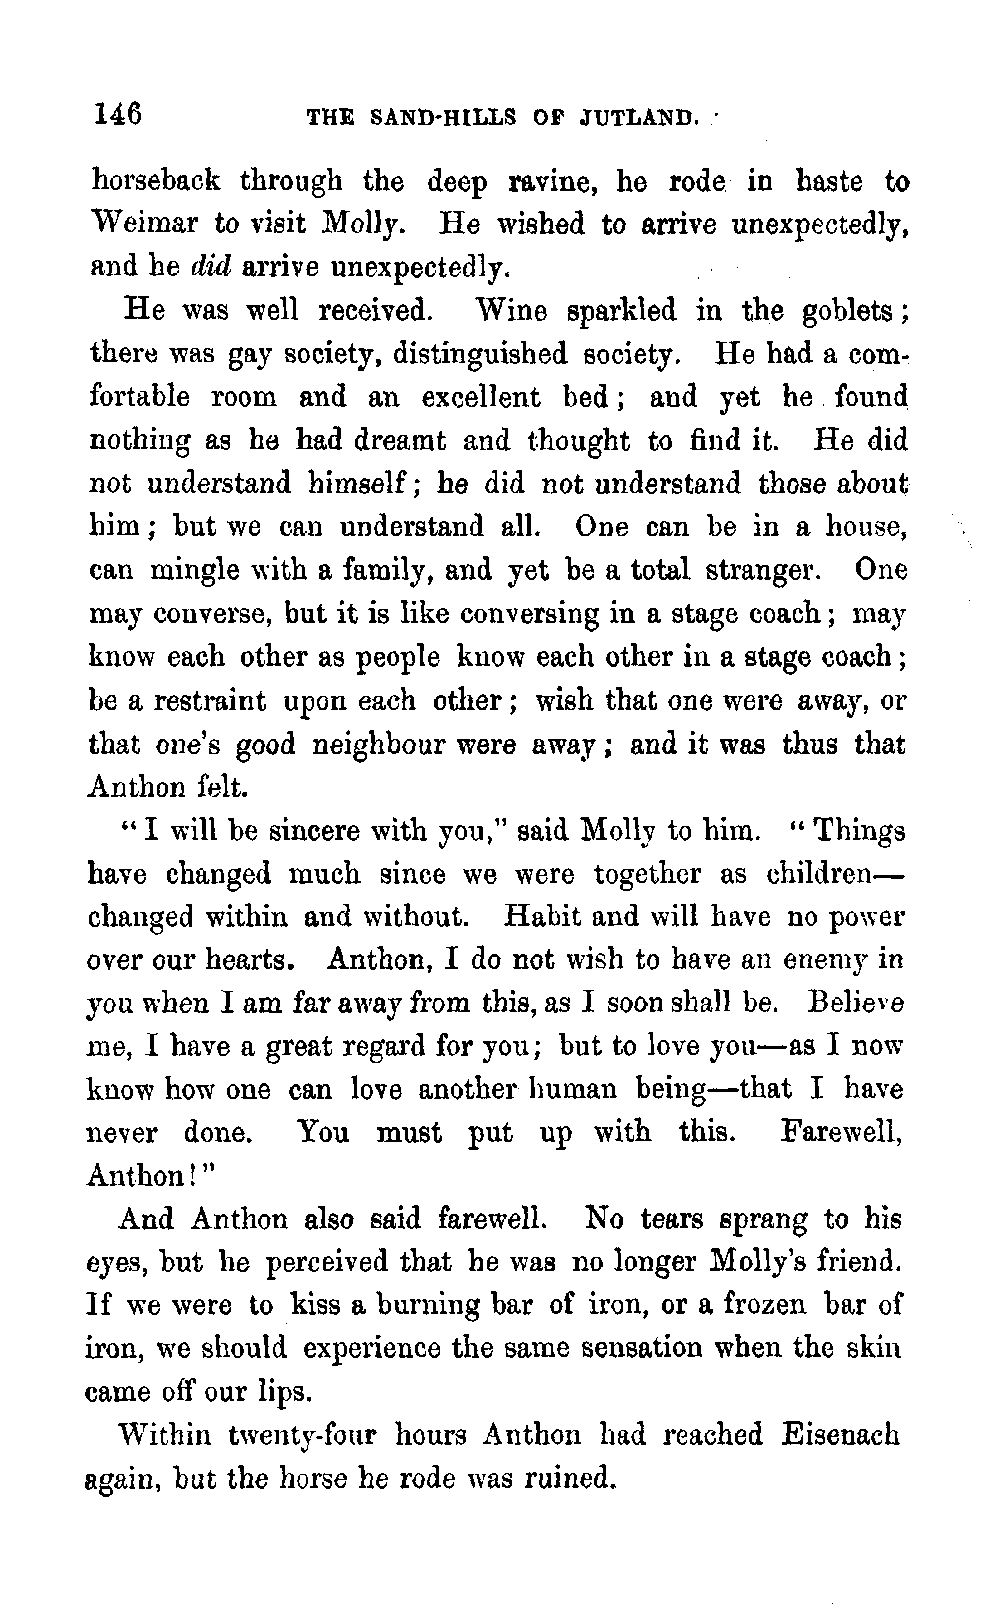 146 THE SAND-HILLS OF JUTLAND.
horseback through the deep ravine, he rode in haste to
Weimar to visit Molly. He wished to arrive unexpectedly,
and he did arrive unexpectedly.
He was well received. Wine sparkled in the goblets;
there was gay society, distinguished society. He had a com-
fortable room and an excellent bed; and yet he found
nothing as he had dreamt and thought to find it. He did
not understand himself; he did not understand those about
him; but we can understand all. One can be in a house,
can mingle with a family, and yet be a total stranger. One
may converse, but it is like conversing in a stage coach; may
know each other as people know each other in a stage coach;
be a restraint upon each other; wish that one were away, or
that one's good neighbour were away; and it was thus that
Anthon felt.
"I will be sincere with you," said Molly to him. "Things
have changed much since we were together as children—
changed within and without. Habit and will have no power
over our hearts. Anthon, I do not wish to have an enemy in
you when I am far away from this, as I soon shall be. Believe
me, I have a great regard for you; but to love you—as I now
know how one can love another human being—that I have
never done. You must put up with this. Farewell,
Anthon!"
And Anthon also said farewell. No tears sprang to his
eyes, but he perceived that he was no longer Molly's friend.
If we were to kiss a burning bar of iron, or a frozen bar of
iron, we should experience the same sensation when the skin
came off our lips.
Within twenty-four hours Anthon had reached Eisenach
again, but the horse he rode was ruined.